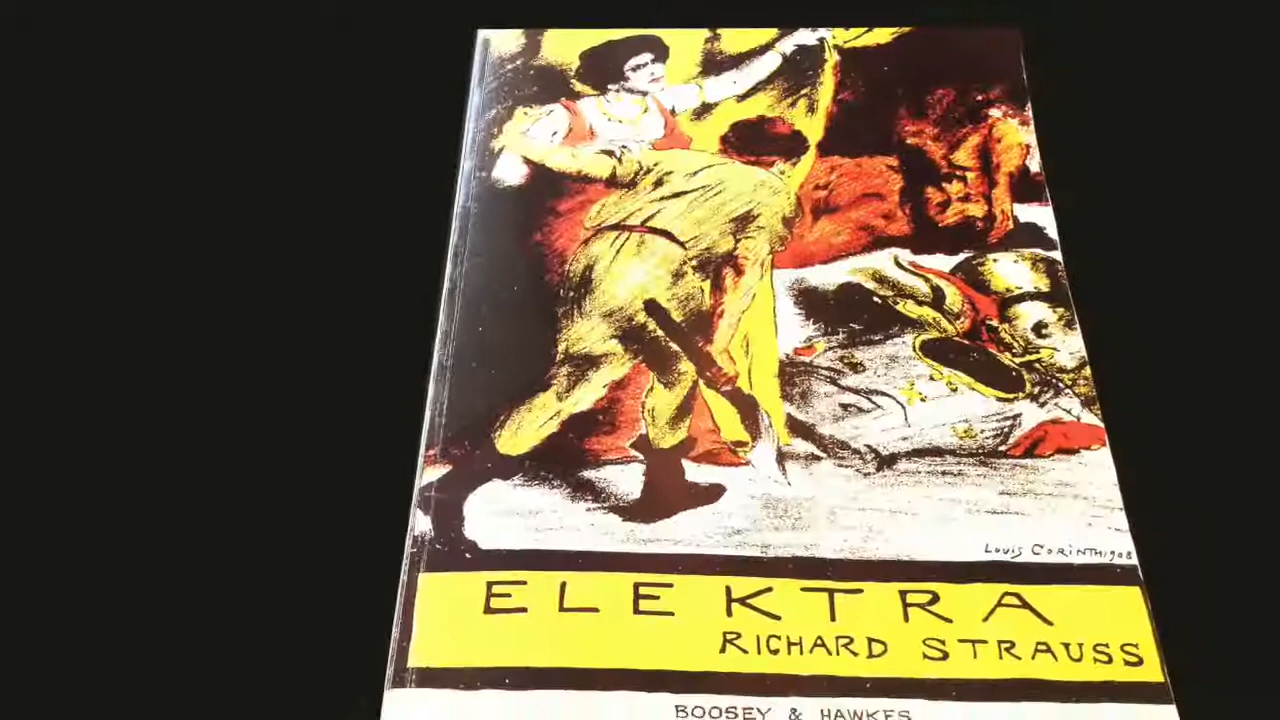 Louis Corinth 1908
ELEKTRA
RICHARD STRAUSS
BOOSEY & HAWKES